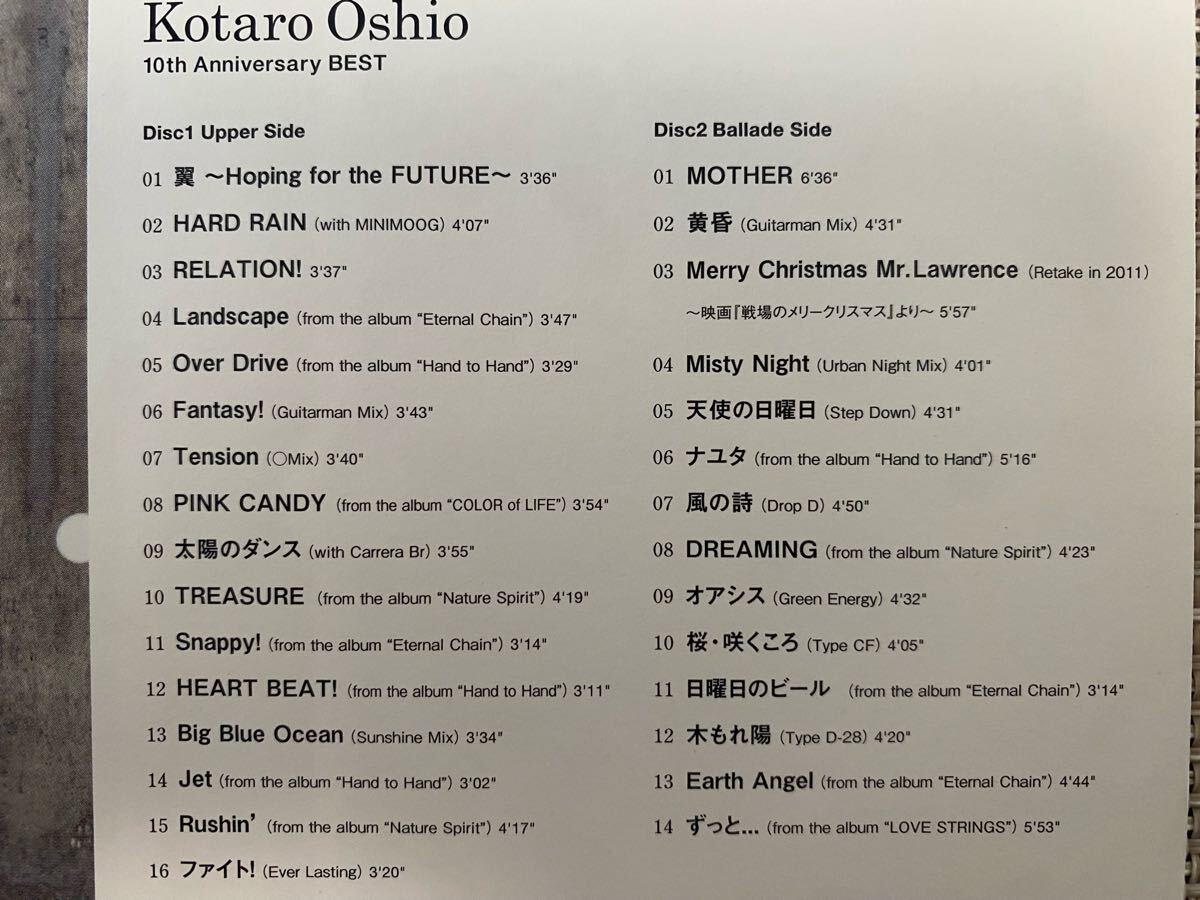 Kotaro Oshio
10th Anniversary BEST
Disc1 Upper Side
01 翼 〜Hoping for the FUTURE〜 3'36"
02 HARD RAIN (with MINIMOOG) 4'07"
03 RELATION! 3'37"
04 Landscape (from the album “Eternal Chain”) 3'47"
05 Over Drive (from the album “Hand to Hand”) 3'29"
06 Fantasy! (Guitarman Mix) 3'43"
07 Tension (○Mix) 3'40"
08 PINK CANDY (from the album “COLOR of LIFE”) 3'54"
09 太陽のダンス (with Carrera Br) 3'55"
10 TREASURE (from the album “Nature Spirit”) 4'19"
11 Snappy! (from the album “Eternal Chain”) 3'14"
12 HEART BEAT! (from the album “Hand to Hand”) 3'11"
13 Big Blue Ocean (Sunshine Mix) 3'34"
14 Jet (from the album “Hand to Hand”) 3'02"
15 Rushin’ (from the album “Nature Spirit”) 4'17"
16 ファイト! (Ever Lasting) 3'20"
Disc2 Ballade Side
01 MOTHER 6'36"
02 黄昏 (Guitarman Mix) 4'31"
03 Merry Christmas Mr.Lawrence (Retake in 2011)
〜映画『戦場のメリークリスマス』より〜 5'57"
04 Misty Night (Urban Night Mix) 4'01"
05 天使の日曜日 (Step Down) 4'31"
06 ナユタ (from the album “Hand to Hand”) 5'16"
07 風の詩 (Drop D) 4'50"
08 DREAMING (from the album “Nature Spirit”) 4'23"
09 オアシス (Green Energy) 4'32"
10 桜・咲くころ (Type CF) 4'05"
11 日曜日のビール (from the album “Eternal Chain”) 3'14"
12 木もれ陽 (Type D-28) 4'20"
13 Earth Angel (from the album “Eternal Chain”) 4'44"
14 ずっと... (from the album “LOVE STRINGS”) 5'53"